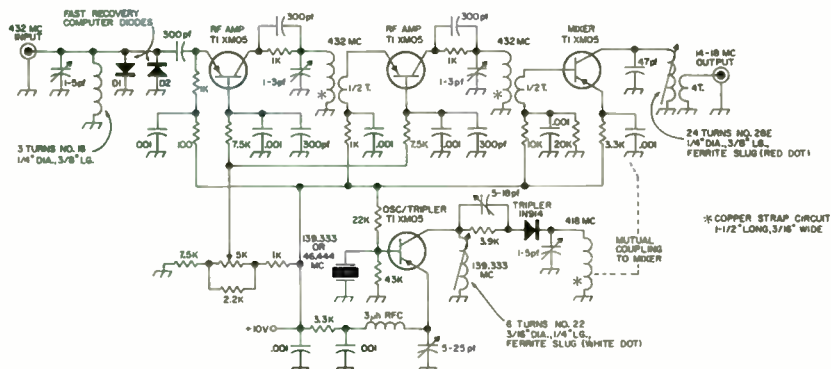 FAST RECOVERY
COMPUTER DIODES
432 MC
INPUT
300pf
RF AMP
TI XM05
300pf
1K
432 MC
RF AMP
TI XM05
300pf
1K
432 MC
MIXER
TI XM05
14-18 MC
OUTPUT
1-5pf
D1
D2
1K
1-3pf
*
1/2 T.
1-3pf
*
1/2 T.
47pf
4T.
3 TURNS NO. 18
1/4" DIA., 3/8" LG.
.001
100
7.5K
.001
300pf
1K
.001
7.5K
.001
300pf
10K
.001
20K
3.3K
.001
24 TURNS NO. 28E
1/4" DIA., 3/8" LG.,
FERRITE SLUG (RED DOT)
22K
OSC/TRIPLER
TI XM05
5-18pf
TRIPLER
1N914
418 MC
3.9K
1-5pf
*
MUTUAL
COUPLING
TO MIXER
* COPPER STRAP CIRCUIT
1-1/2" LONG, 3/16" WIDE
139.333
OR
46.444
MC
43K
139.333
MC
7.5K
5K
1K
2.2K
6 TURNS NO. 22
3/16" DIA., 1/4" LG.,
FERRITE SLUG (WHITE DOT)
+10V
3.3K
3μh RFC
.001
.001
5-25pf